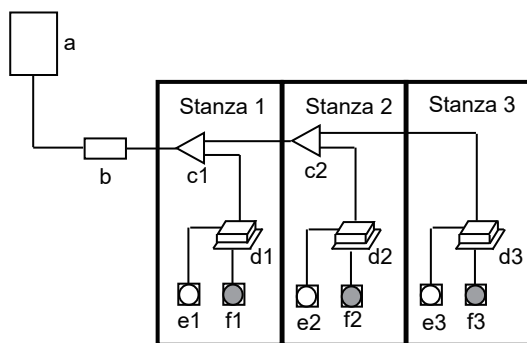 a
Stanza 1
Stanza 2
Stanza 3
b
c1
c2
d1
d2
d3
e1
f1
e2
f2
e3
f3